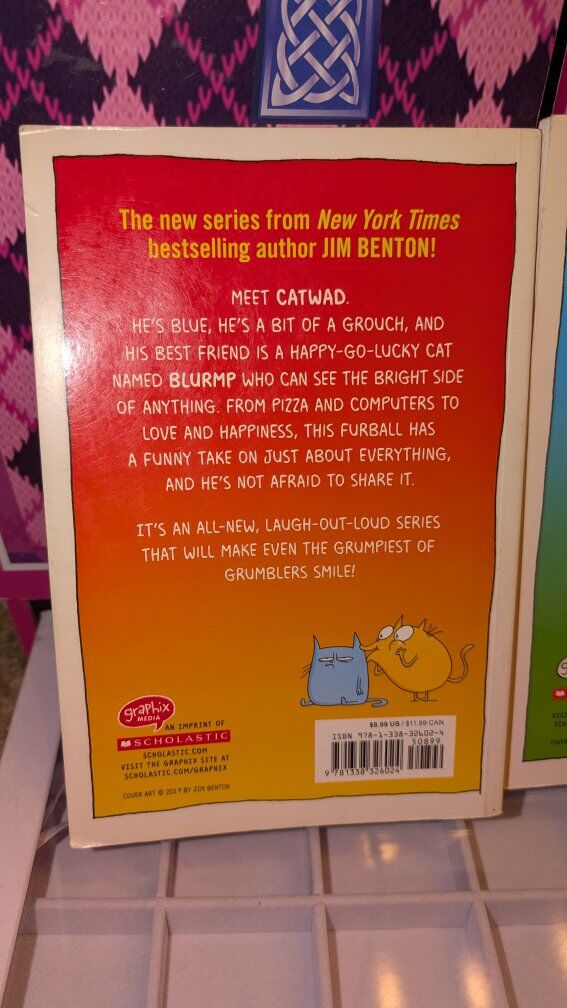 The new series from New York Times
bestselling author JIM BENTON!
MEET CATWAD.
HE'S BLUE, HE'S A BIT OF A GROUCH, AND
HIS BEST FRIEND IS A HAPPY-GO-LUCKY CAT
NAMED BLURMP WHO CAN SEE THE BRIGHT SIDE
OF ANYTHING. FROM PIZZA AND COMPUTERS TO
LOVE AND HAPPINESS, THIS FURBALL HAS
A FUNNY TAKE ON JUST ABOUT EVERYTHING,
AND HE'S NOT AFRAID TO SHARE IT.
IT'S AN ALL-NEW, LAUGH-OUT-LOUD SERIES
THAT WILL MAKE EVEN THE GRUMPIEST OF
GRUMBLERS SMILE!
graphix
MEDIA
AN IMPRINT OF
SCHOLASTIC
SCHOLASTIC.COM
VISIT THE GRAPHIX SITE AT
SCHOLASTIC.COM/GRAPHIX
COVER ART © 2019 BY JIM BENTON
$8.99 US / $11.99 CAN
ISBN 978-1-338-32602-4
50899
9 781338 326024